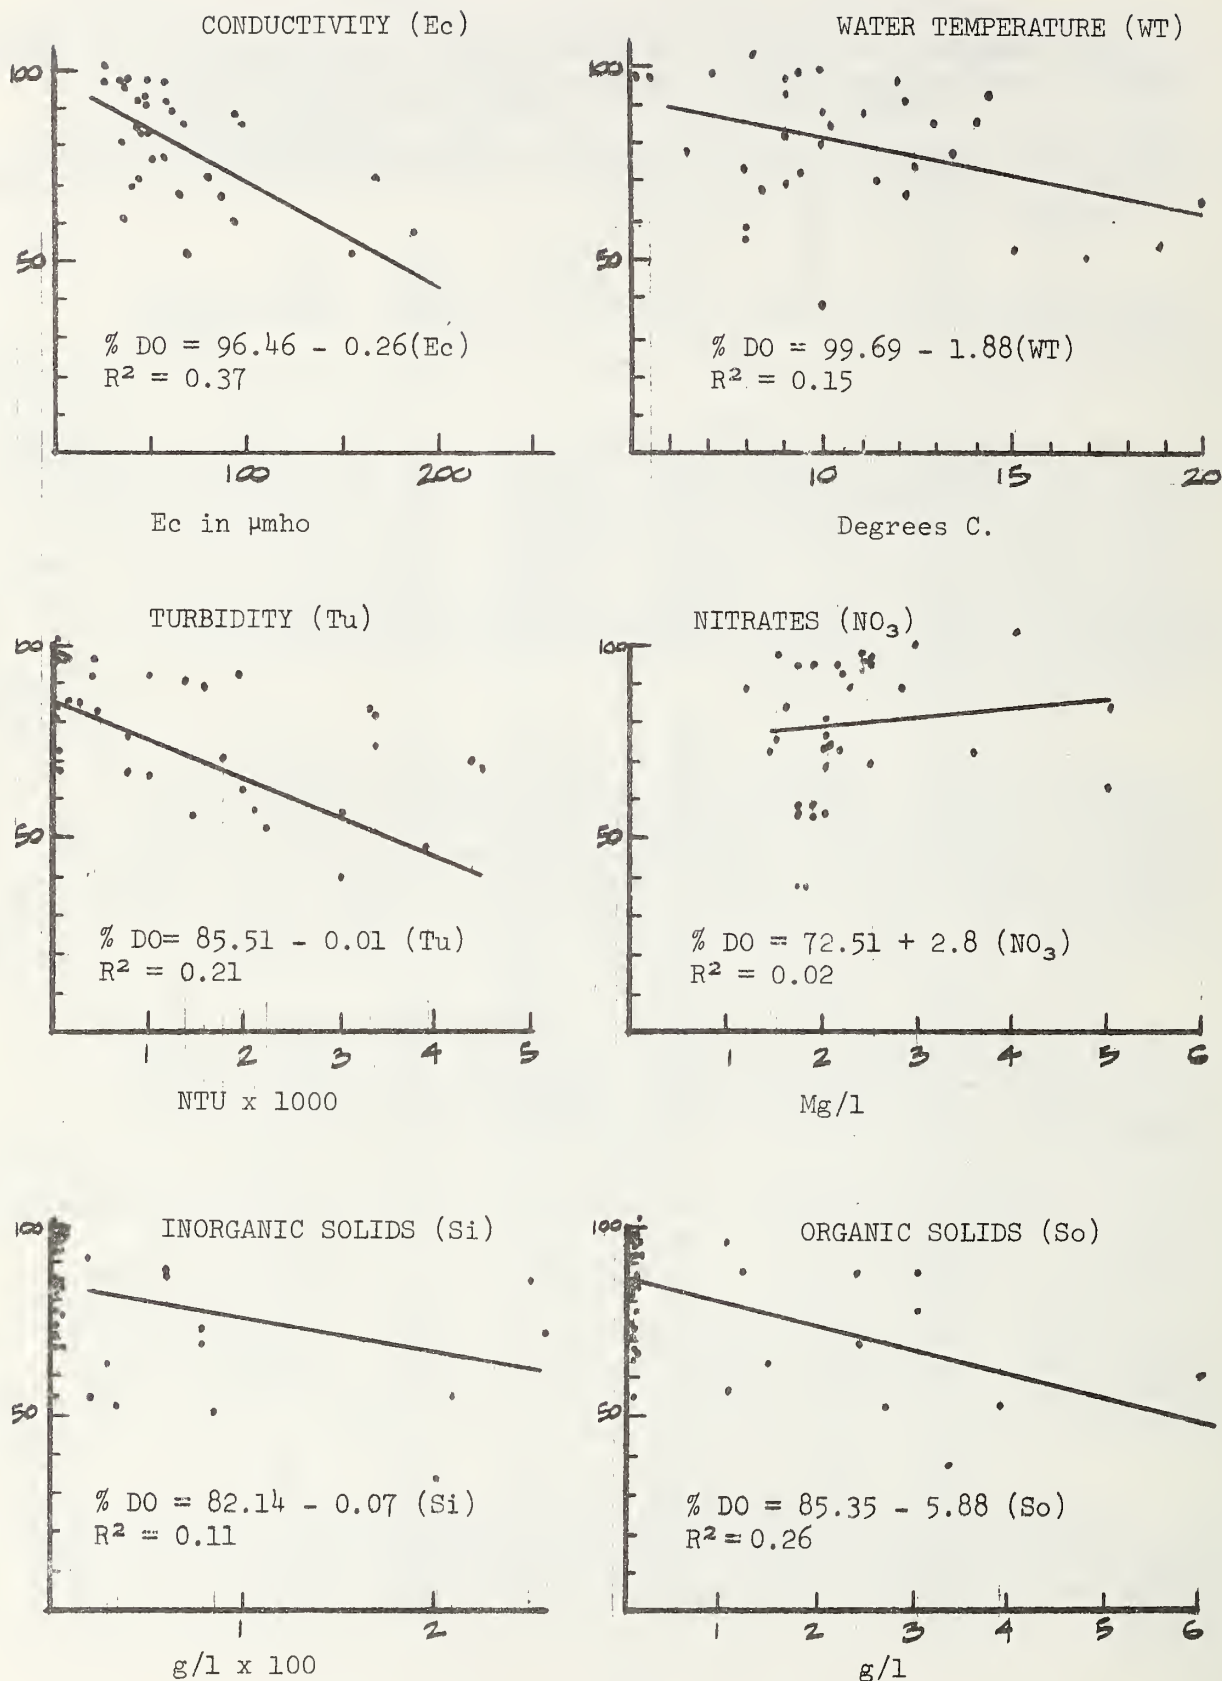 CONDUCTIVITY (Ec)
100
50
% DO = 96.46 - 0.26(Ec)
R² = 0.37
100 200
Ec in µmho
WATER TEMPERATURE (WT)
100
50
% DO = 99.69 - 1.88(WT)
R² = 0.15
10 15 20
Degrees C.
TURBIDITY (Tu)
100
50
% DO= 85.51 - 0.01 (Tu)
R² = 0.21
1 2 3 4 5
NTU x 1000
NITRATES (NO₃)
100
50
% DO = 72.51 + 2.8 (NO₃)
R² = 0.02
1 2 3 4 5 6
Mg/l
INORGANIC SOLIDS (Si)
100
50
% DO = 82.14 - 0.07 (Si)
R² = 0.11
1 2
g/l x 100
ORGANIC SOLIDS (So)
100
50
% DO = 85.35 - 5.88 (So)
R² = 0.26
1 2 3 4 5 6
g/l